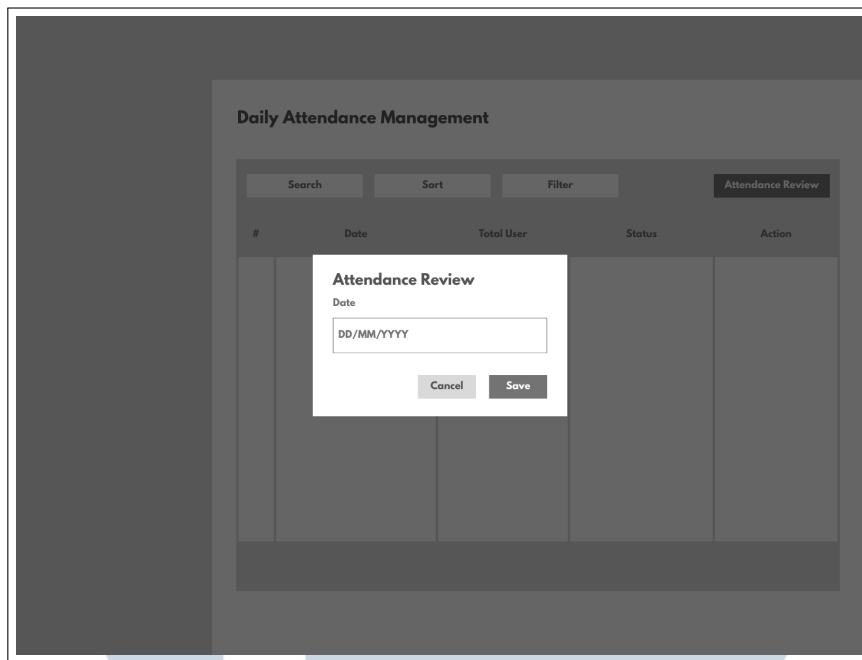 Daily Attendance Management
Search Sort Filter Attendance Review
# Date Total User Status Action
Attendance Review
Date
DD/MM/YYYY
Cancel Save